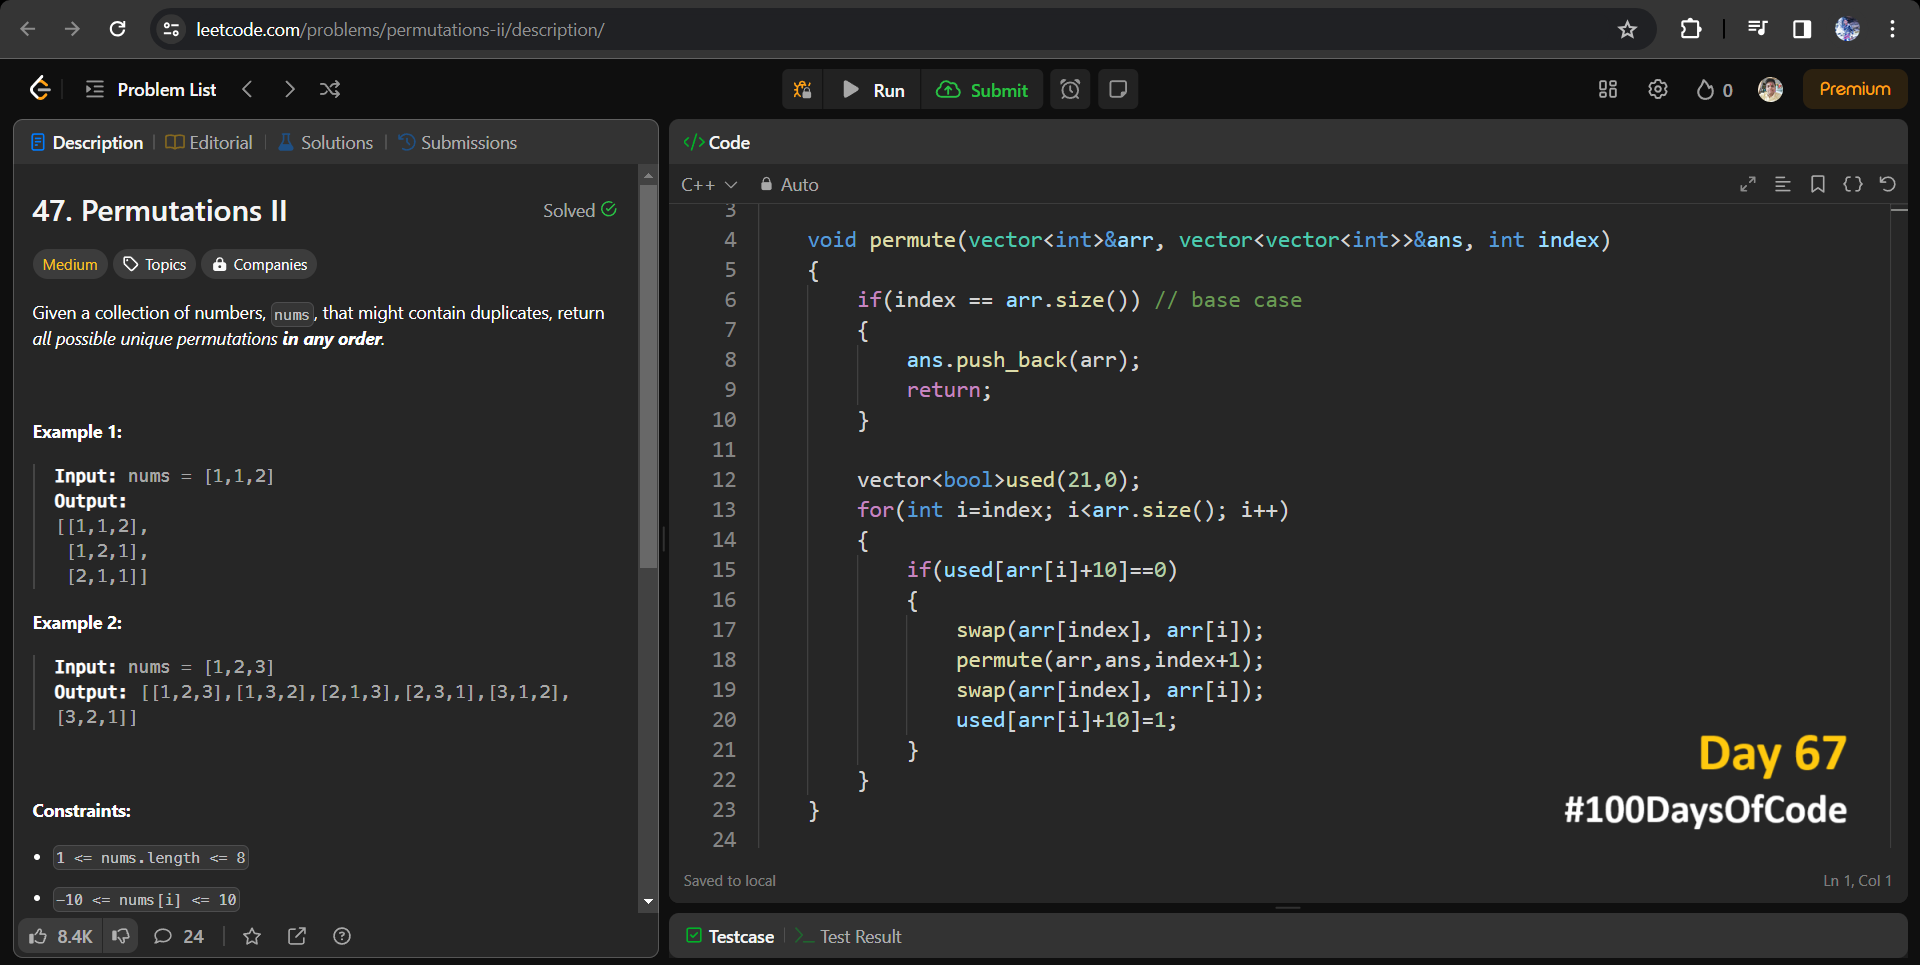 leetcode.com/problems/permutations-ii/description/
Problem List
Run
Submit
0
Premium
Description
Editorial
Solutions
Submissions
47. Permutations II
Solved
Medium
Topics
Companies
Given a collection of numbers, nums, that might contain duplicates, return
all possible unique permutations in any order.
Example 1:
Input: nums = [1,1,2]
Output:
[[1,1,2],
[1,2,1],
[2,1,1]]
Example 2:
Input: nums = [1,2,3]
Output: [[1,2,3],[1,3,2],[2,1,3],[2,3,1],[3,1,2],
[3,2,1]]
Constraints:
• 1 <= nums.length <= 8
• -10 <= nums[i] <= 10
8.4K
24
</> Code
C++
Auto
3
4 void permute(vector<int>&arr, vector<vector<int>>&ans, int index)
5 {
6 if(index == arr.size()) // base case
7 {
8 ans.push_back(arr);
9 return;
10 }
11
12 vector<bool>used(21,0);
13 for(int i=index; i<arr.size(); i++)
14 {
15 if(used[arr[i]+10]==0)
16 {
17 swap(arr[index], arr[i]);
18 permute(arr,ans,index+1);
19 swap(arr[index], arr[i]);
20 used[arr[i]+10]=1;
21 }
22 }
23 }
24
Day 67
#100DaysOfCode
Saved to local
Ln 1, Col 1
Testcase
>_ Test Result